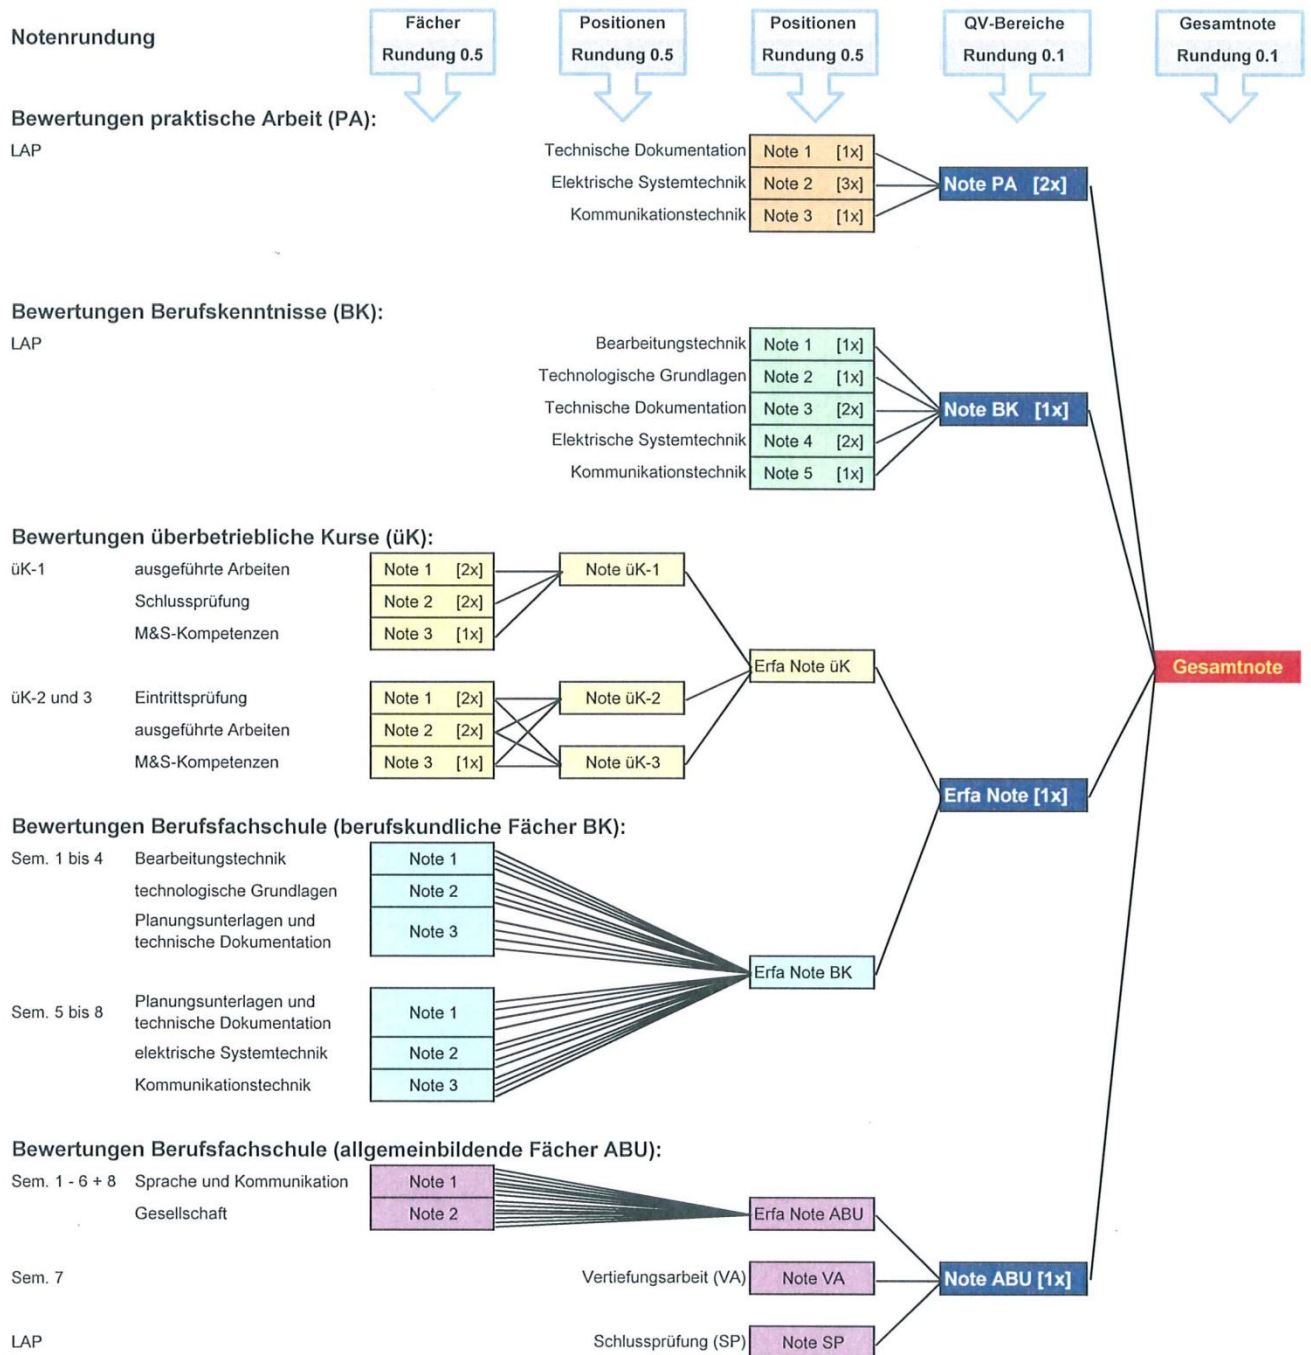 Notenrundung
Fächer
Rundung 0.5
Positionen
Rundung 0.5
Positionen
Rundung 0.5
QV-Bereiche
Rundung 0.1
Gesamtnote
Rundung 0.1
Bewertungen praktische Arbeit (PA):
LAP
Technische Dokumentation Note 1 [1x]
Elektrische Systemtechnik Note 2 [3x]
Kommunikationstechnik Note 3 [1x]
Note PA [2x]
Bewertungen Berufskenntnisse (BK):
LAP
Bearbeitungstechnik Note 1 [1x]
Technologische Grundlagen Note 2 [1x]
Technische Dokumentation Note 3 [2x]
Elektrische Systemtechnik Note 4 [2x]
Kommunikationstechnik Note 5 [1x]
Note BK [1x]
Bewertungen überbetriebliche Kurse (üK):
üK-1 ausgeführte Arbeiten Note 1 [2x] Note üK-1
Schlussprüfung Note 2 [2x]
M&S-Kompetenzen Note 3 [1x]
Erfa Note üK
Gesamtnote
üK-2 und 3 Eintrittsprüfung Note 1 [2x] Note üK-2
ausgeführte Arbeiten Note 2 [2x]
M&S-Kompetenzen Note 3 [1x] Note üK-3
Erfa Note [1x]
Bewertungen Berufsfachschule (berufskundliche Fächer BK):
Sem. 1 bis 4 Bearbeitungstechnik Note 1
technologische Grundlagen Note 2
Planungsunterlagen und
technische Dokumentation
Note 3
Erfa Note BK
Sem. 5 bis 8
Planungsunterlagen und
technische Dokumentation
Note 1
elektrische Systemtechnik Note 2
Kommunikationstechnik Note 3
Bewertungen Berufsfachschule (allgemeinbildende Fächer ABU):
Sem. 1 - 6 + 8 Sprache und Kommunikation Note 1
Gesellschaft Note 2 Erfa Note ABU
Sem. 7 Vertiefungsarbeit (VA) Note VA Note ABU [1x]
LAP Schlussprüfung (SP) Note SP